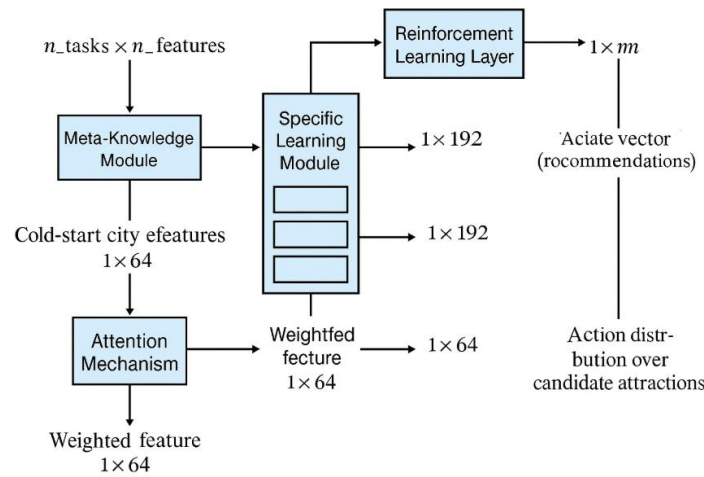 n_tasks × n_features
Meta-Knowledge
Module
Cold-start city efeatures
1 × 64
Attention
Mechanism
Weighted feature
1 × 64
Specific
Learning
Module
Weightfed
fecture
1 × 64
Reinforcement
Learning Layer
1 × m
1 × 192
1 × 192
1 × 64
Aciate vector
(rocommendations)
Action distr-
bution over
candidate attractions